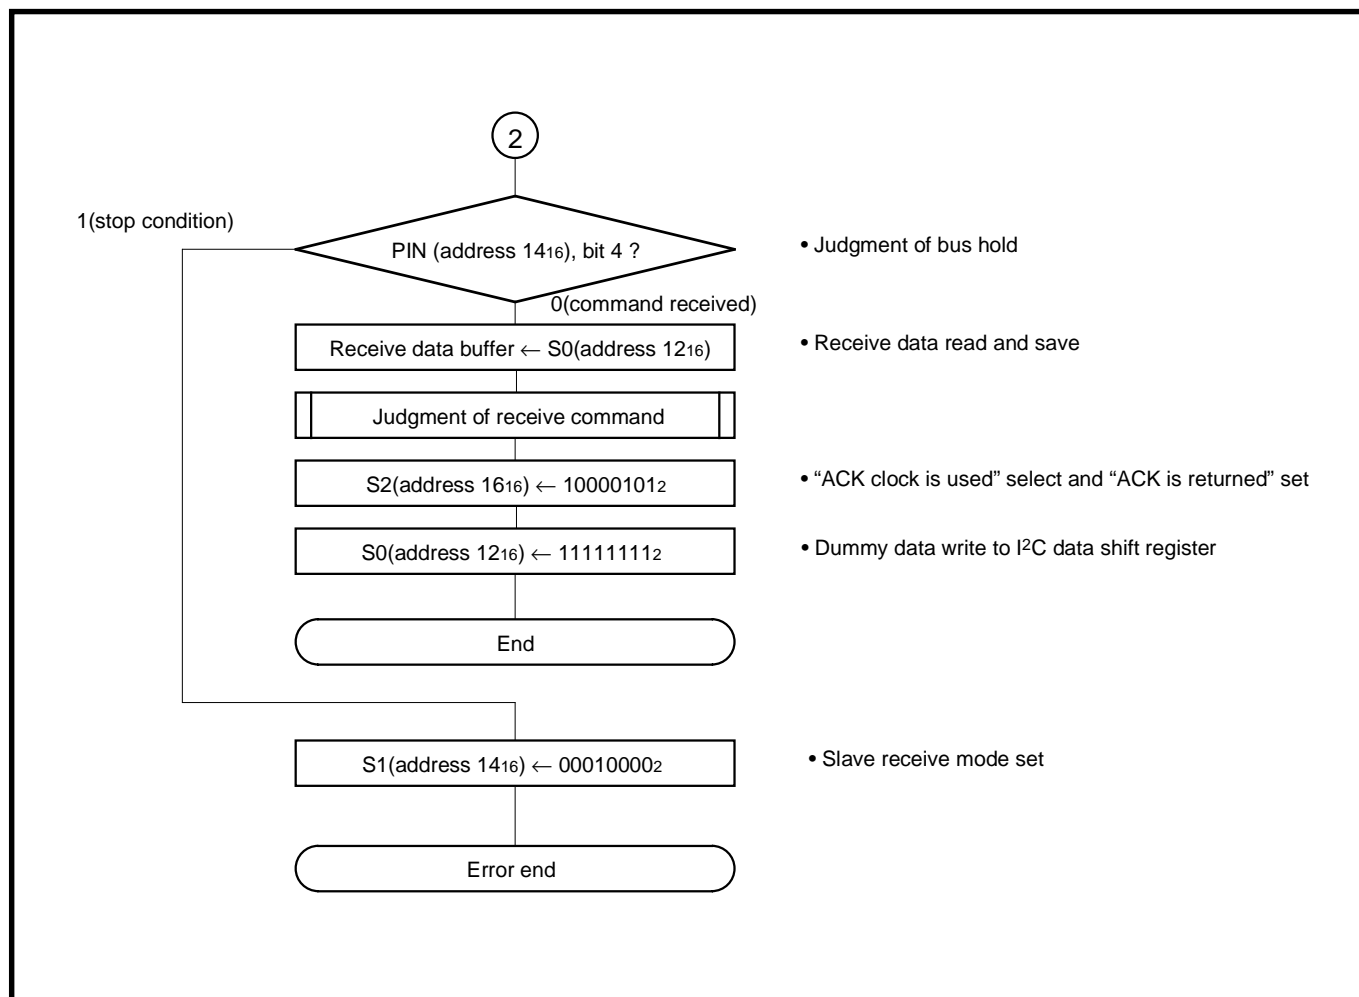 2
1(stop condition)
PIN (address 14₁₆), bit 4 ?
• Judgment of bus hold
0(command received)
Receive data buffer ← S0(address 12₁₆)
• Receive data read and save
Judgment of receive command
S2(address 16₁₆) ← 10000101₂
• “ACK clock is used” select and “ACK is returned” set
S0(address 12₁₆) ← 11111111₂
• Dummy data write to I²C data shift register
End
S1(address 14₁₆) ← 00010000₂
• Slave receive mode set
Error end